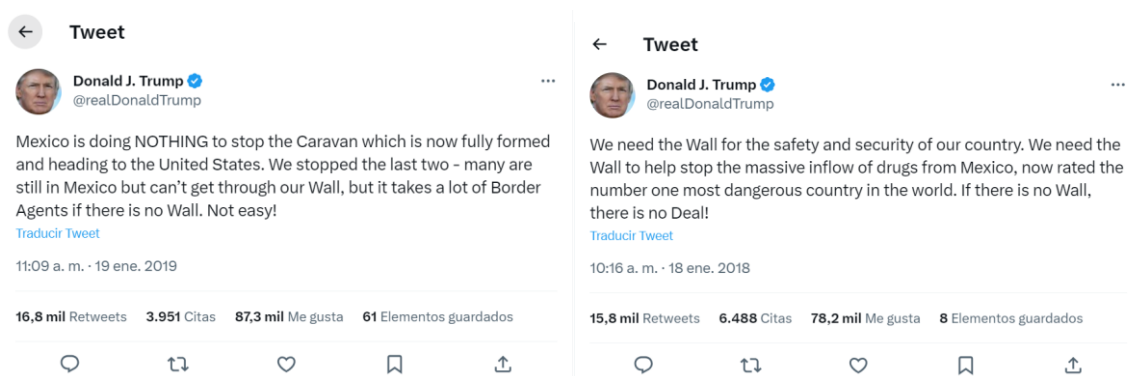 Tweet
Donald J. Trump
@realDonaldTrump
Mexico is doing NOTHING to stop the Caravan which is now fully formed
and heading to the United States. We stopped the last two - many are
still in Mexico but can't get through our Wall, but it takes a lot of Border
Agents if there is no Wall. Not easy!
Traducir Tweet
11:09 a. m. · 19 ene. 2019
16,8 mil Retweets 3.951 Citas 87,3 mil Me gusta 61 Elementos guardados
Tweet
Donald J. Trump
@realDonaldTrump
We need the Wall for the safety and security of our country. We need the
Wall to help stop the massive inflow of drugs from Mexico, now rated the
number one most dangerous country in the world. If there is no Wall,
there is no Deal!
Traducir Tweet
10:16 a. m. · 18 ene. 2018
15,8 mil Retweets 6.488 Citas 78,2 mil Me gusta 8 Elementos guardados